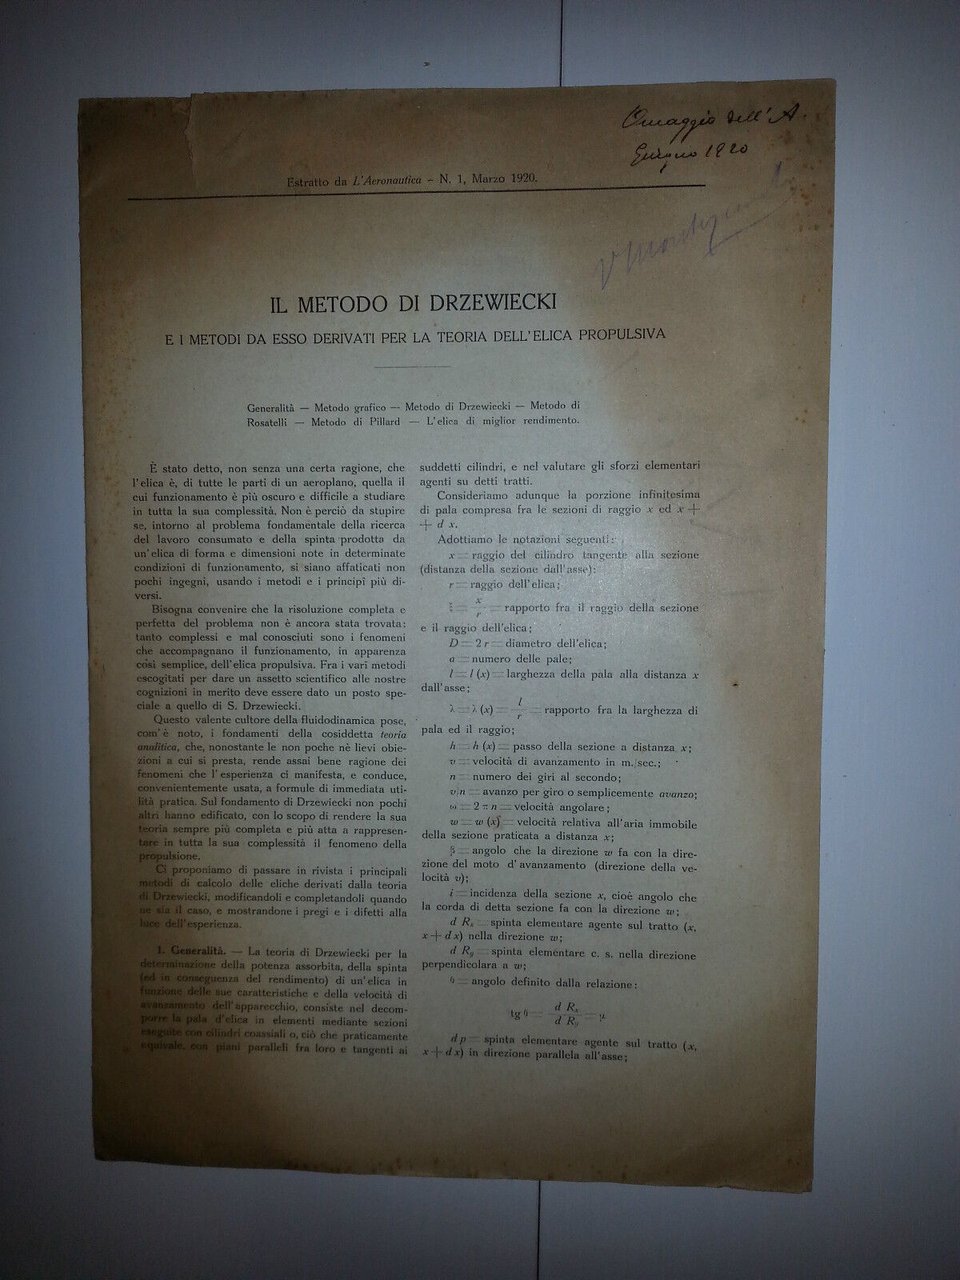 Omaggio dell'A.
Giugno 1920
Estratto da L'Aeronautica - N. 1, Marzo 1920.
IL METODO DI DRZEWIECKI
E I METODI DA ESSO DERIVATI PER LA TEORIA DELL'ELICA PROPULSIVA
Generalità — Metodo grafico — Metodo di Drzewiecki — Metodo di
Rosatelli — Metodo di Pillard — L'elica di miglior rendimento.
È stato detto, non senza una certa ragione, che
l'elica è, di tutte le parti di un aeroplano, quella il
cui funzionamento è più oscuro e difficile a studiare
in tutta la sua complessità. Non è perciò da stupire
se, intorno al problema fondamentale della ricerca
del lavoro consumato e della spinta prodotta da
un'elica di forma e dimensioni note in determinate
condizioni di funzionamento, si siano affaticati non
pochi ingegni, usando i metodi e i principî più di-
versi.
Bisogna convenire che la risoluzione completa e
perfetta del problema non è ancora stata trovata:
tanto complessi e mal conosciuti sono i fenomeni
che accompagnano il funzionamento, in apparenza
così semplice, dell'elica propulsiva. Fra i vari metodi
escogitati per dare un assetto scientifico alle nostre
cognizioni in merito deve essere dato un posto spe-
ciale a quello di S. Drzewiecki.
Questo valente cultore della fluidodinamica pose,
com'è noto, i fondamenti della cosiddetta teoria
analitica, che, nonostante le non poche nè lievi obie-
zioni a cui si presta, rende assai bene ragione dei
fenomeni che l'esperienza ci manifesta, e conduce,
convenientemente usata, a formule di immediata uti-
lità pratica. Sul fondamento di Drzewiecki non pochi
altri hanno edificato, con lo scopo di rendere la sua
teoria sempre più completa e più atta a rappresen-
tare in tutta la sua complessità il fenomeno della
propulsione.
Ci proponiamo di passare in rivista i principali
metodi di calcolo delle eliche derivati dalla teoria
di Drzewiecki, modificandoli e completandoli quando
ne sia il caso, e mostrandone i pregi e i difetti alla
luce dell'esperienza.
1. Generalità. — La teoria di Drzewiecki per la
determinazione della potenza assorbita, della spinta
(ed in conseguenza del rendimento) di un'elica in
funzione delle sue caratteristiche e della velocità di
avanzamento dell'apparecchio, consiste nel decom-
porre la pala d'elica in elementi mediante sezioni
eseguite con cilindri coassiali o, ciò che praticamente
equivale, con piani paralleli fra loro e tangenti ai
suddetti cilindri, e nel valutare gli sforzi elementari
agenti su detti tratti.
Consideriamo adunque la porzione infinitesima
di pala compresa fra le sezioni di raggio x ed x +
+ d x.
Adottiamo le notazioni seguenti:
x = raggio del cilindro tangente alla sezione
(distanza della sezione dall'asse);
r = raggio dell'elica;
ξ = x/r = rapporto fra il raggio della sezione
e il raggio dell'elica;
D = 2 r = diametro dell'elica;
a = numero delle pale;
l = l (x) = larghezza della pala alla distanza x
dall'asse;
λ = λ (x) = l/r = rapporto fra la larghezza di
pala ed il raggio;
h = h (x) = passo della sezione a distanza x;
v = velocità di avanzamento in m./sec.;
n = numero dei giri al secondo;
v/n = avanzo per giro o semplicemente avanzo;
ω = 2 π n = velocità angolare;
w = w (x) = velocità relativa all'aria immobile
della sezione praticata a distanza x;
β = angolo che la direzione w fa con la dire-
zione del moto d'avanzamento (direzione della ve-
locità v);
i = incidenza della sezione x, cioè angolo che
la corda di detta sezione fa con la direzione w;
d Rx = spinta elementare agente sul tratto (x,
x + dx) nella direzione w;
d Ry = spinta elementare c. s. nella direzione
perpendicolara a w;
= angolo definito dalla relazione:
tg = d Rx / d Ry = μ
dp = spinta elementare agente sul tratto (x,
x + dx) in direzione parallela all'asse;